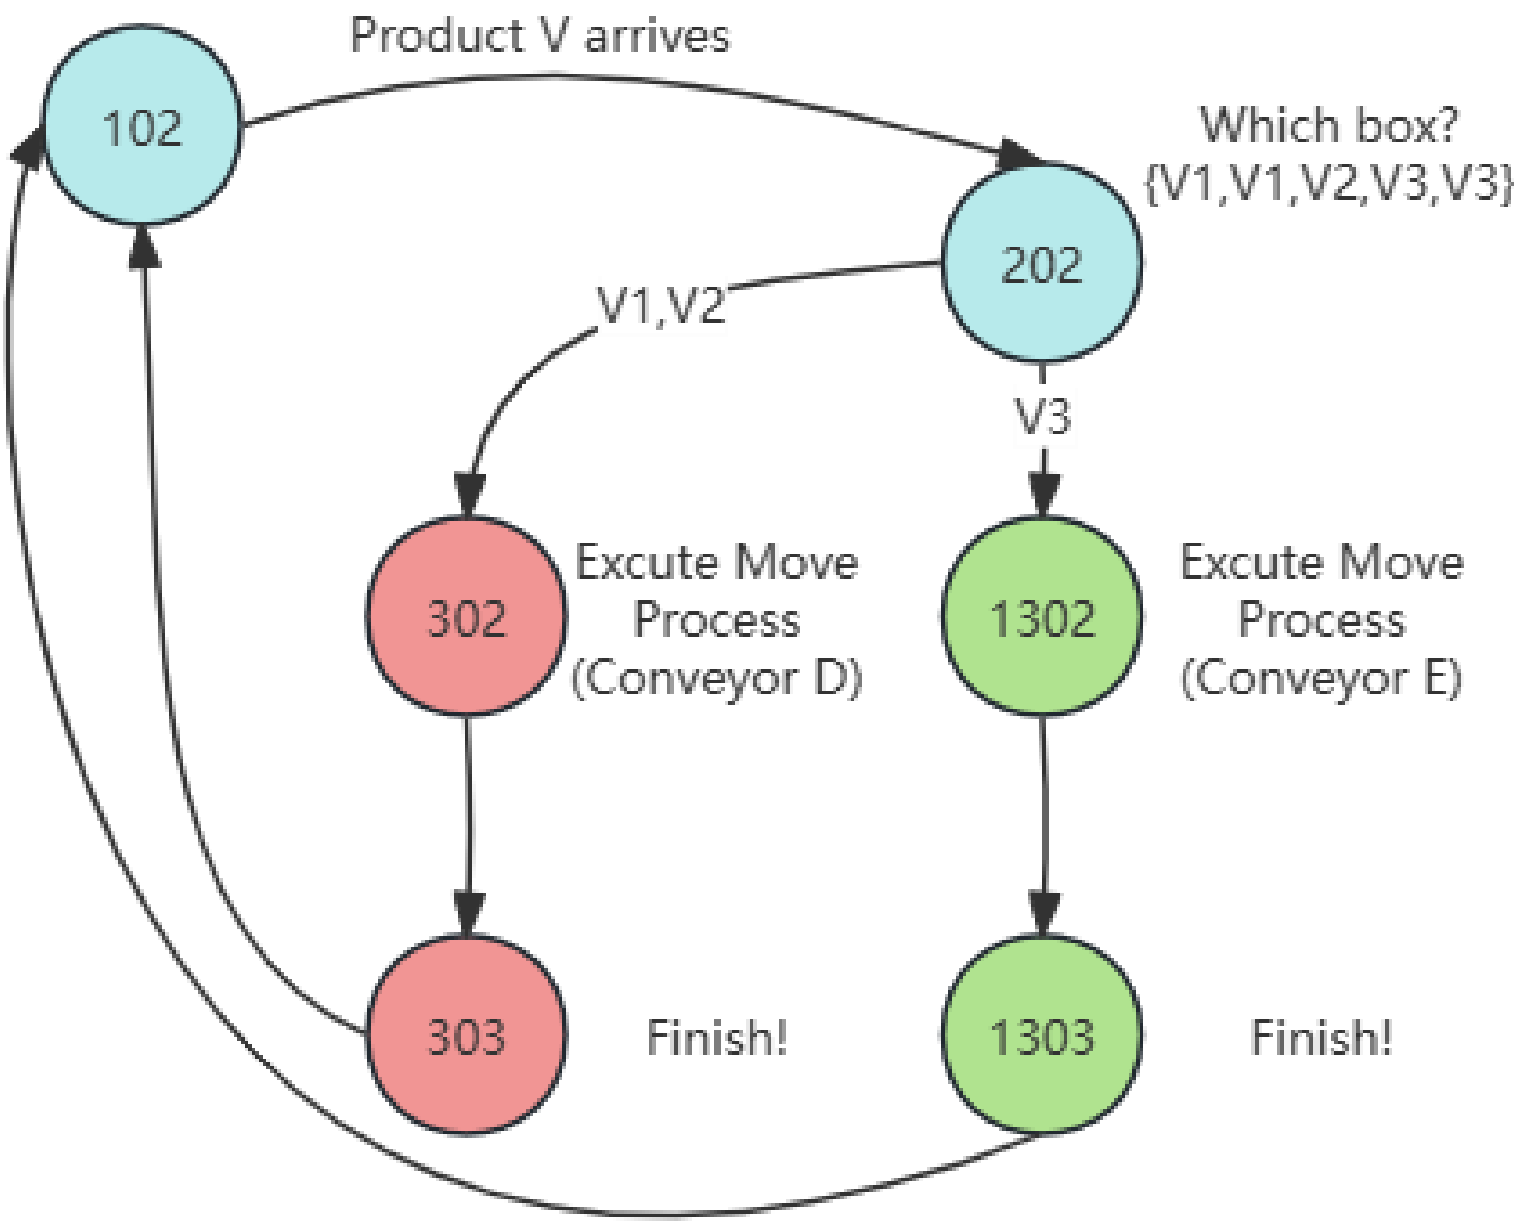 Product V arrives
102
Which box?
{V1,V1,V2,V3,V3}
202
V1,V2
V3
302
Excute Move
Process
(Conveyor D)
1302
Excute Move
Process
(Conveyor E)
303
Finish!
1303
Finish!